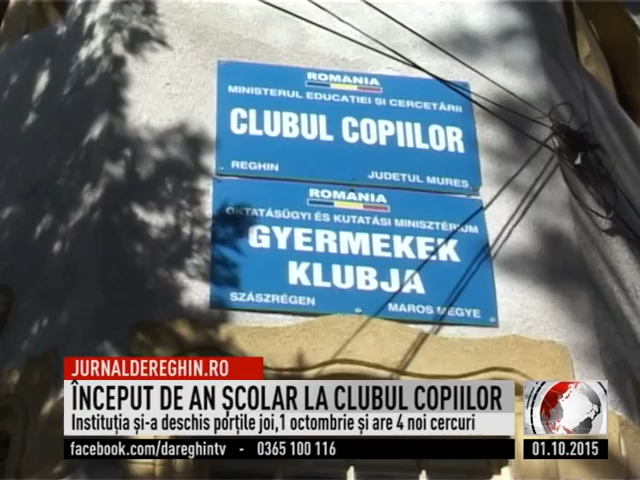 ROMANIA
MINISTERUL EDUCAȚIEI ȘI CERCETĂRII
CLUBUL COPIILOR
REGHIN JUDEȚUL MUREȘ
ROMANIA
OKTATÁSÜGYI ÉS KUTATÁSI MINISZTÉRIUM
GYERMEKEK
KLUBJA
SZÁSZRÉGEN MAROS MEGYE
JURNALDEREGHIN.RO
ÎNCEPUT DE AN ȘCOLAR LA CLUBUL COPIILOR
Instituția și-a deschis porțile joi,1 octombrie și are 4 noi cercuri
facebook.com/dareghintv - 0365 100 116
01.10.2015